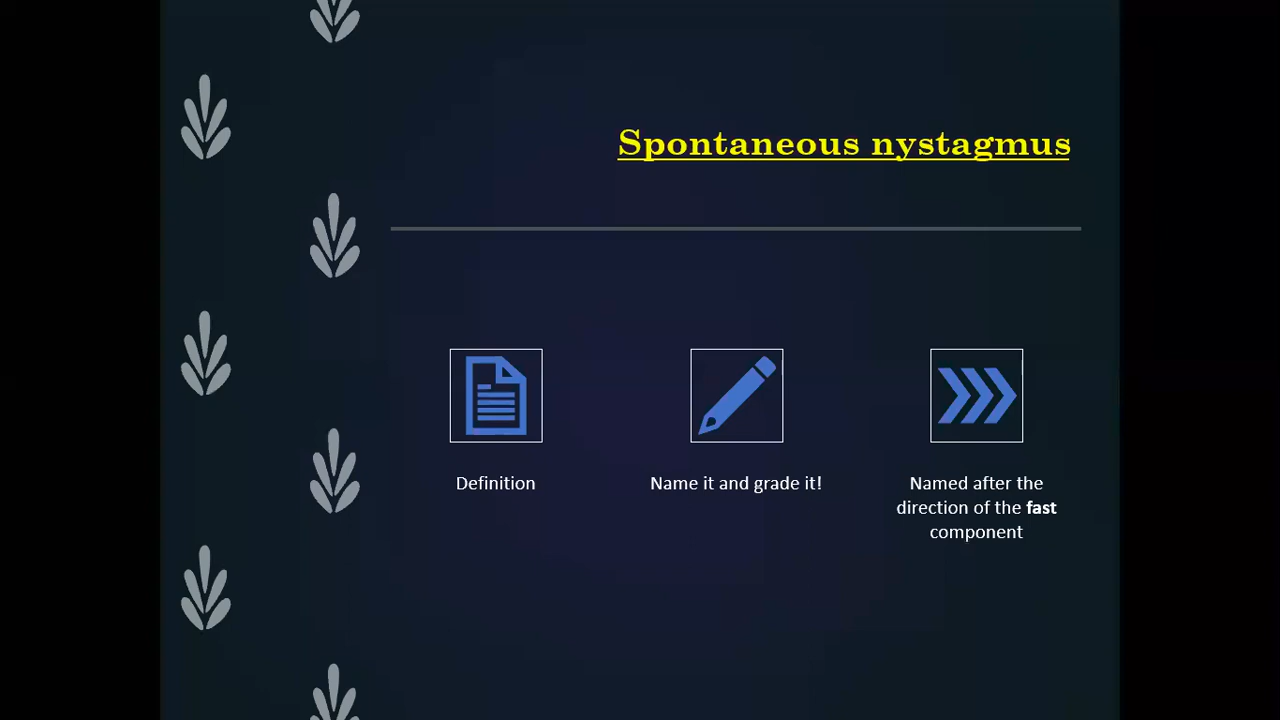 Spontaneous nystagmus
Definition
Name it and grade it!
Named after the
direction of the fast
component